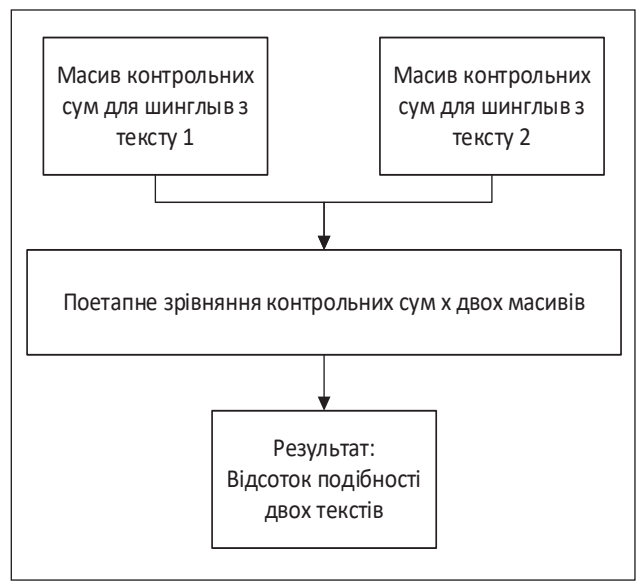 Масив контрольних
сум для шинглыв з
тексту 1
Масив контрольних
сум для шинглыв з
тексту 2
Поетапне зрівняння контрольних сум х двох масивів
Результат:
Відсоток подібності
двох текстів